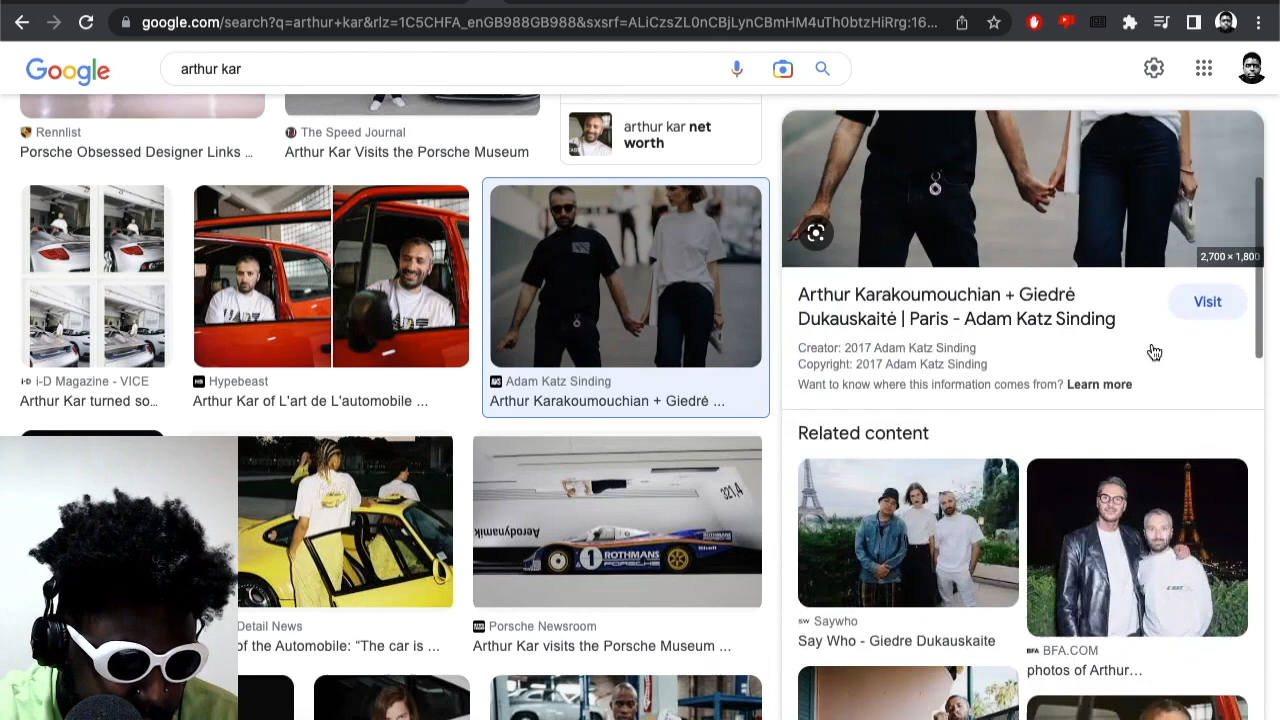 google.com/search?q=arthur+kar&rlz=1C5CHFA_enGB988GB988&sxsrf=ALiCzsZL0nCBjLynCBmHM4uTh0btzHiRrg:16...
Google
arthur kar
Rennlist
Porsche Obsessed Designer Links ...
The Speed Journal
Arthur Kar Visits the Porsche Museum
arthur kar net
worth
i-D Magazine - VICE
Arthur Kar turned so...
Hypebeast
Arthur Kar of L'art de L'automobile ...
Adam Katz Sinding
Arthur Karakoumouchian + Giedrė ...
Detail News
of the Automobile: “The car is ...
321,4
Aerodynamik
1
ROTHMANS
PORSCHE
Shell
Porsche Newsroom
Arthur Kar visits the Porsche Museum ...
2,700 × 1,800
Arthur Karakoumouchian + Giedrė
Dukauskaitė | Paris - Adam Katz Sinding
Visit
Creator: 2017 Adam Katz Sinding
Copyright: 2017 Adam Katz Sinding
Want to know where this information comes from? Learn more
Related content
Saywho
Say Who - Giedre Dukauskaite
BFA.COM
photos of Arthur...